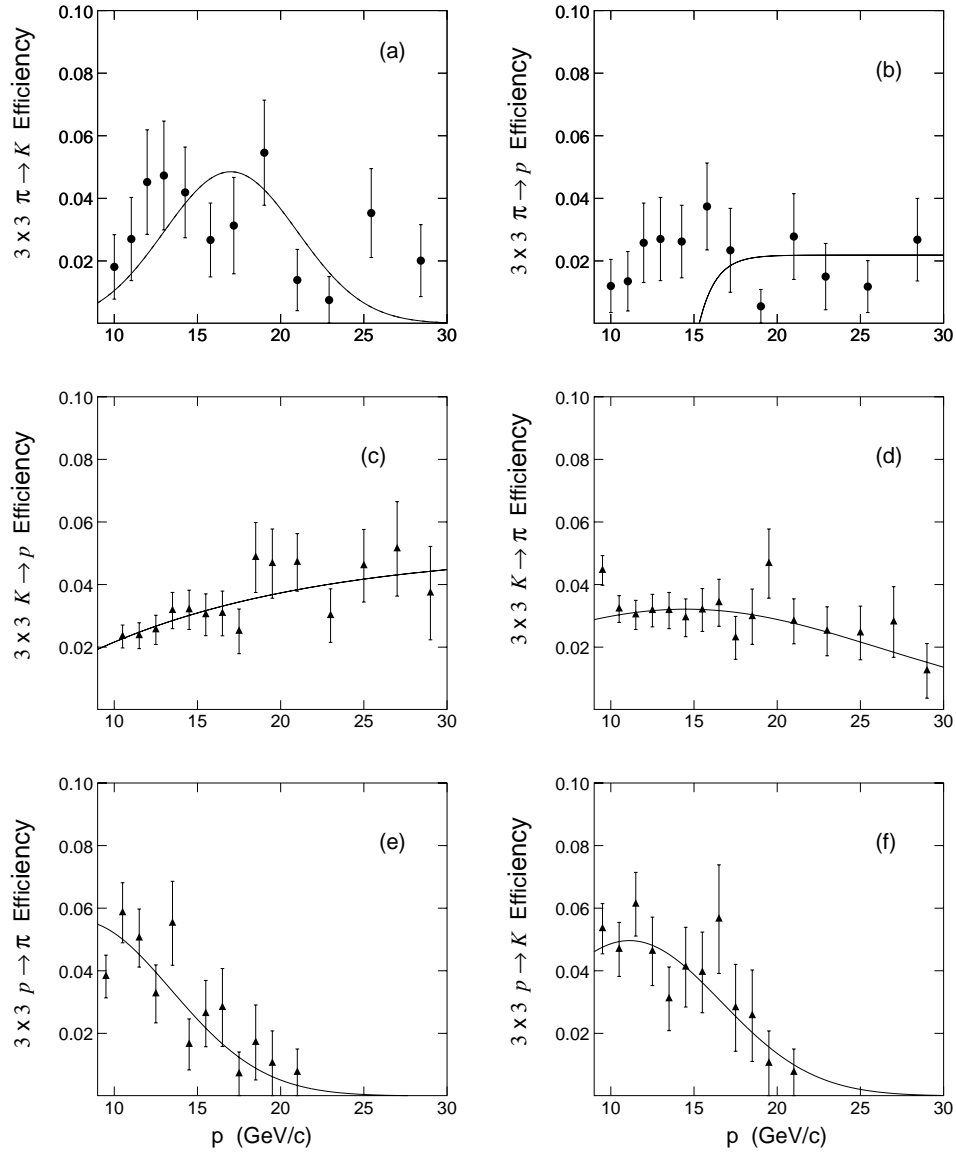 3 x 3 π→K Efficiency
(a)
0.10
0.08
0.06
0.04
0.02
10 15 20 25 30
3 x 3 π→p Efficiency
(b)
0.10
0.08
0.06
0.04
0.02
10 15 20 25 30
3 x 3 K→p Efficiency
(c)
0.10
0.08
0.06
0.04
0.02
10 15 20 25 30
3 x 3 K→π Efficiency
(d)
0.10
0.08
0.06
0.04
0.02
10 15 20 25 30
3 x 3 p→π Efficiency
(e)
0.10
0.08
0.06
0.04
0.02
10 15 20 25 30
p (GeV/c)
3 x 3 p→K Efficiency
(f)
0.10
0.08
0.06
0.04
0.02
10 15 20 25 30
p (GeV/c)